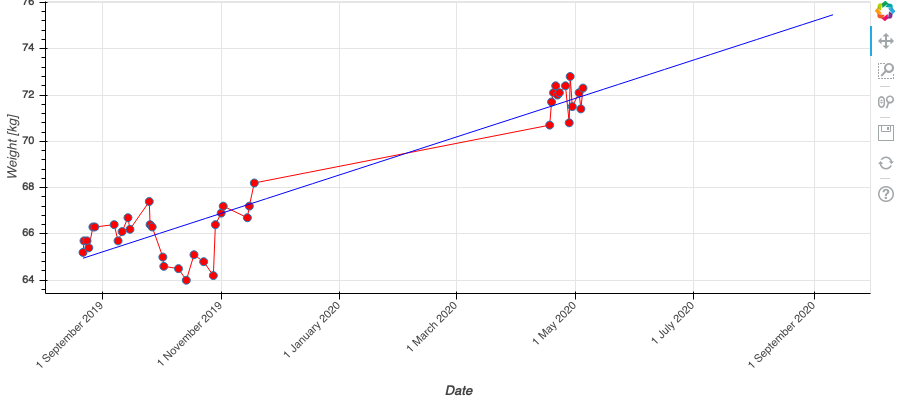 76
74
72
70
68
66
64
Weight [kg]
1 September 2019
1 November 2019
1 January 2020
1 March 2020
1 May 2020
1 July 2020
1 September 2020
Date